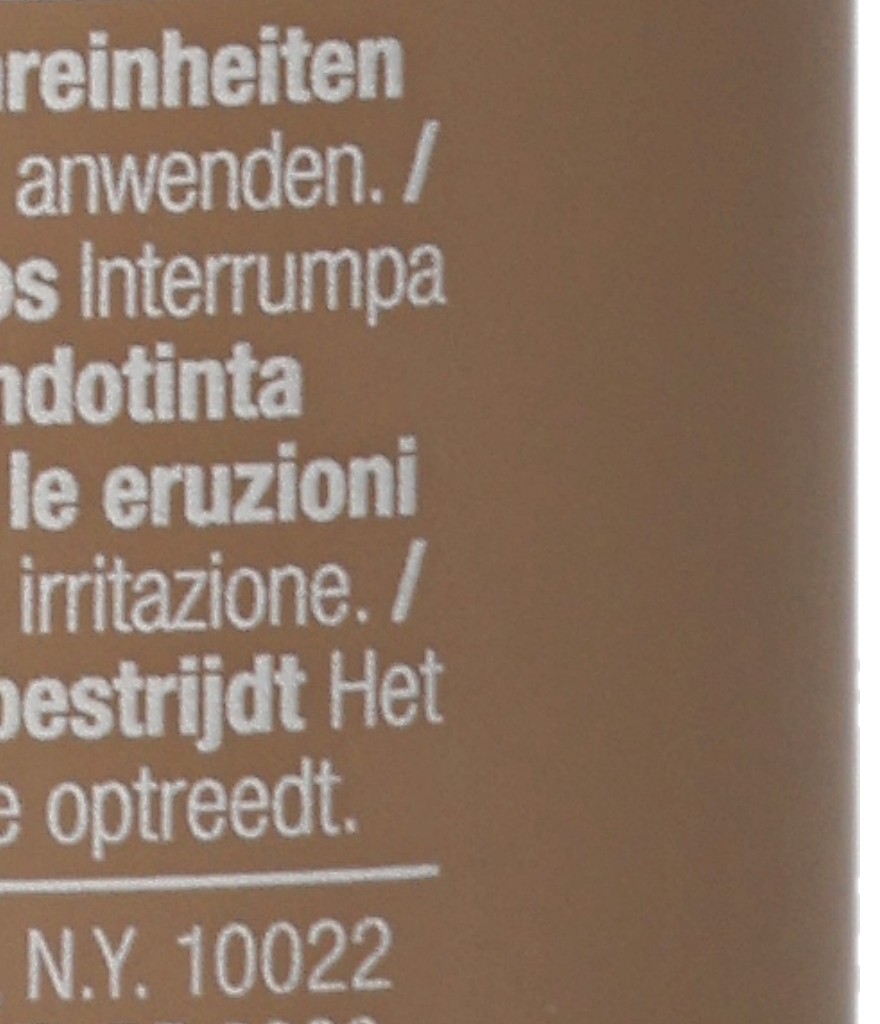 reinheiten
anwenden. /
os Interrumpa
ndotinta
le eruzioni
irritazione. /
bestrijdt Het
e optreedt.
N.Y. 10022